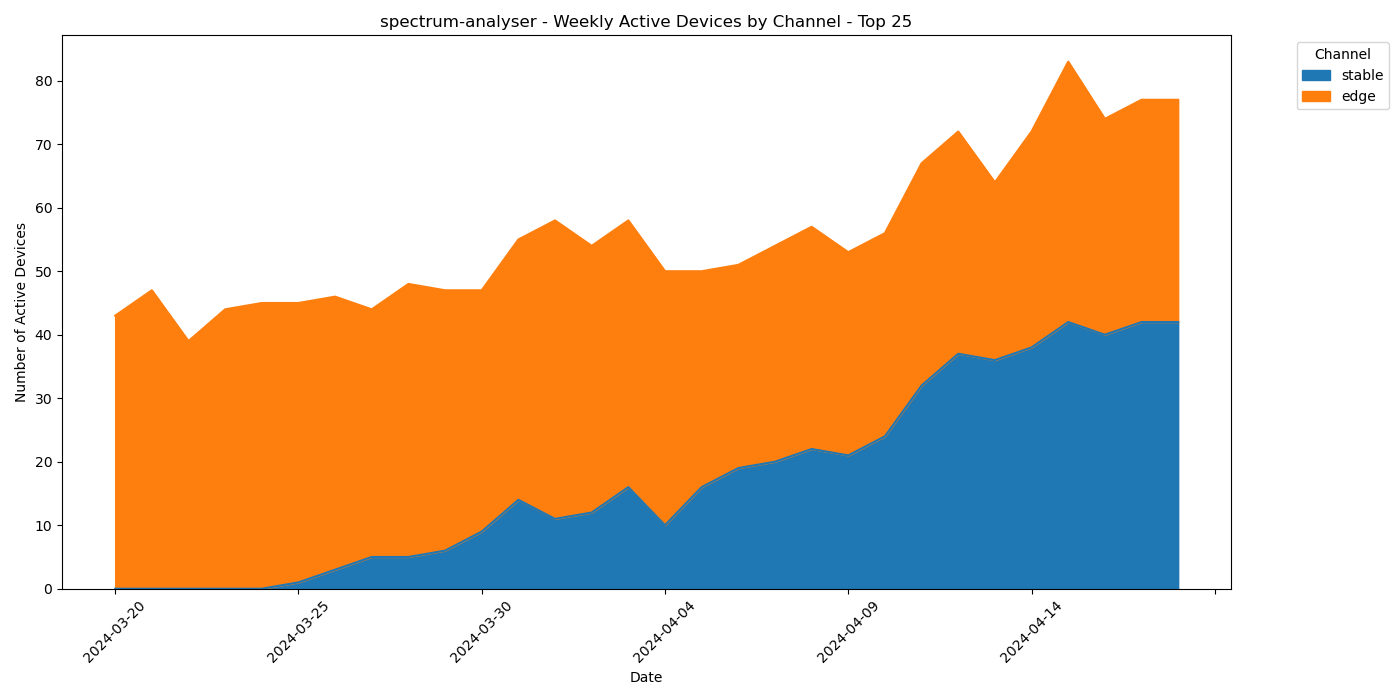 spectrum-analyser - Weekly Active Devices by Channel - Top 25
Channel
stable
edge
Number of Active Devices
80
70
60
50
40
30
20
10
0
2024-03-20
2024-03-25
2024-03-30
2024-04-04
2024-04-09
2024-04-14
Date